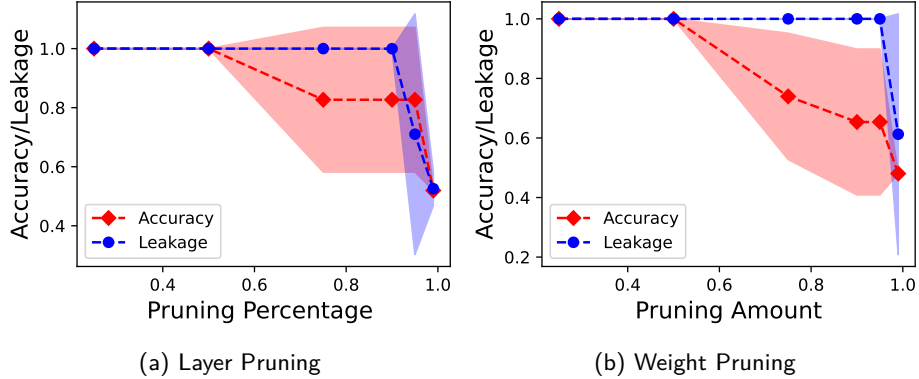 Accuracy/Leakage
1.0
0.8
0.6
0.4
Accuracy
Leakage
0.4 0.6 0.8 1.0
Pruning Percentage
(a) Layer Pruning
Accuracy/Leakage
1.0
0.8
0.6
0.4
0.2
Accuracy
Leakage
0.4 0.6 0.8 1.0
Pruning Amount
(b) Weight Pruning